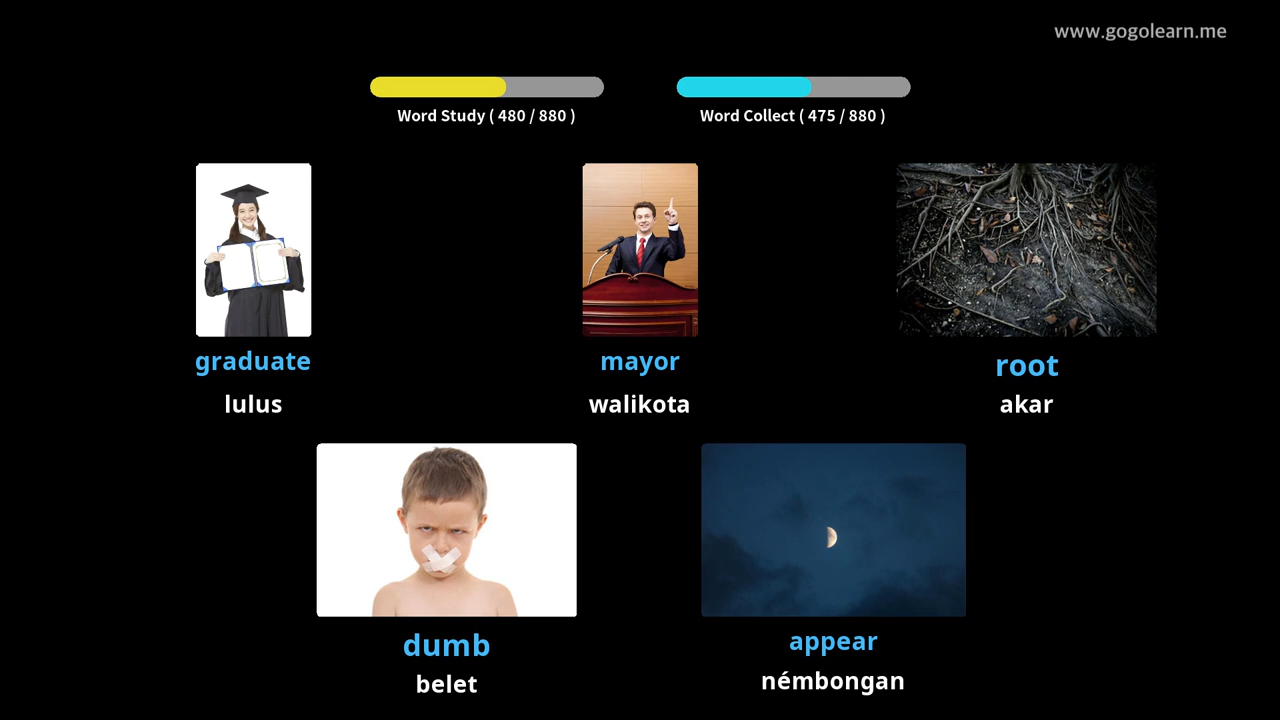 www.gogolearn.me
Word Study ( 480 / 880 )
Word Collect ( 475 / 880 )
graduate
lulus
mayor
walikota
root
akar
dumb
belet
appear
némbongan